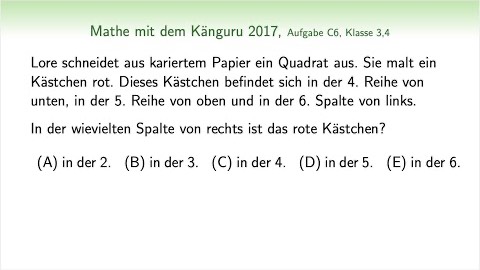 Mathe mit dem Känguru 2017, Aufgabe C6, Klasse 3,4
Lore schneidet aus kariertem Papier ein Quadrat aus. Sie malt ein
Kästchen rot. Dieses Kästchen befindet sich in der 4. Reihe von
unten, in der 5. Reihe von oben und in der 6. Spalte von links.
In der wievielten Spalte von rechts ist das rote Kästchen?
(A) in der 2. (B) in der 3. (C) in der 4. (D) in der 5. (E) in der 6.